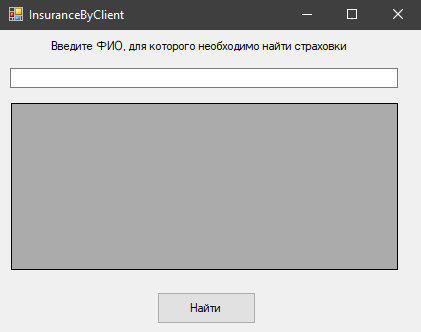 InsuranceByClient
Введите ФИО, для которого необходимо найти страховки
Найти